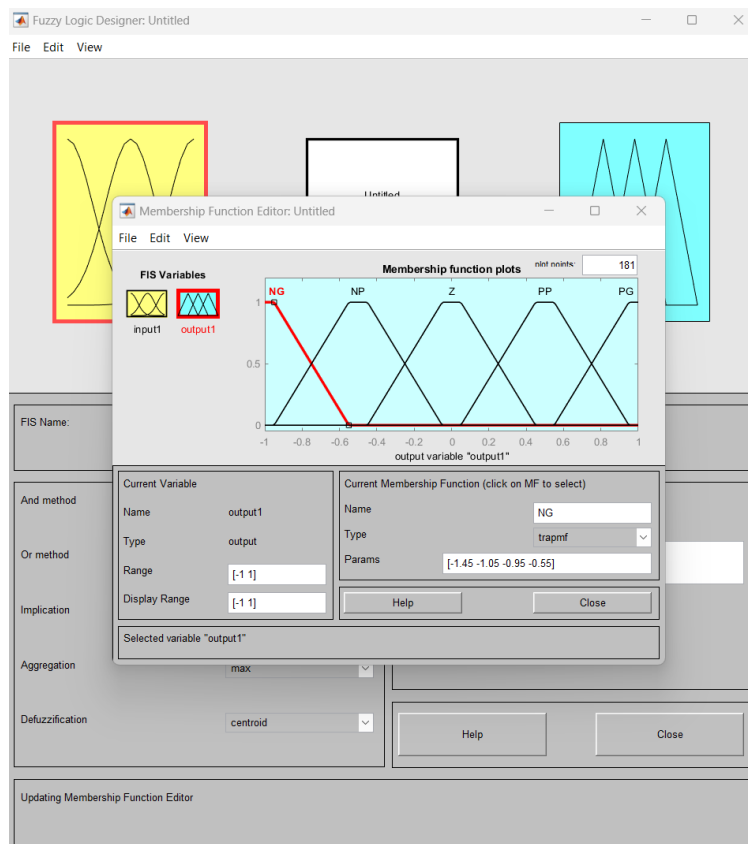 Fuzzy Logic Designer: Untitled
File Edit View
Untitled
Membership Function Editor: Untitled
File Edit View
FIS Variables
input1 output1
Membership function plots
plot points: 181
NG NP Z PP PG
1
0.5
0
-1 -0.8 -0.6 -0.4 -0.2 0 0.2 0.4 0.6 0.8 1
output variable "output1"
FIS Name:
And method
Or method
Implication
Aggregation
max
Defuzzification
centroid
Current Variable
Name output1
Type output
Range [-1 1]
Display Range [-1 1]
Current Membership Function (click on MF to select)
Name NG
Type trapmf
Params [-1.45 -1.05 -0.95 -0.55]
Help Close
Selected variable "output1"
Help Close
Updating Membership Function Editor